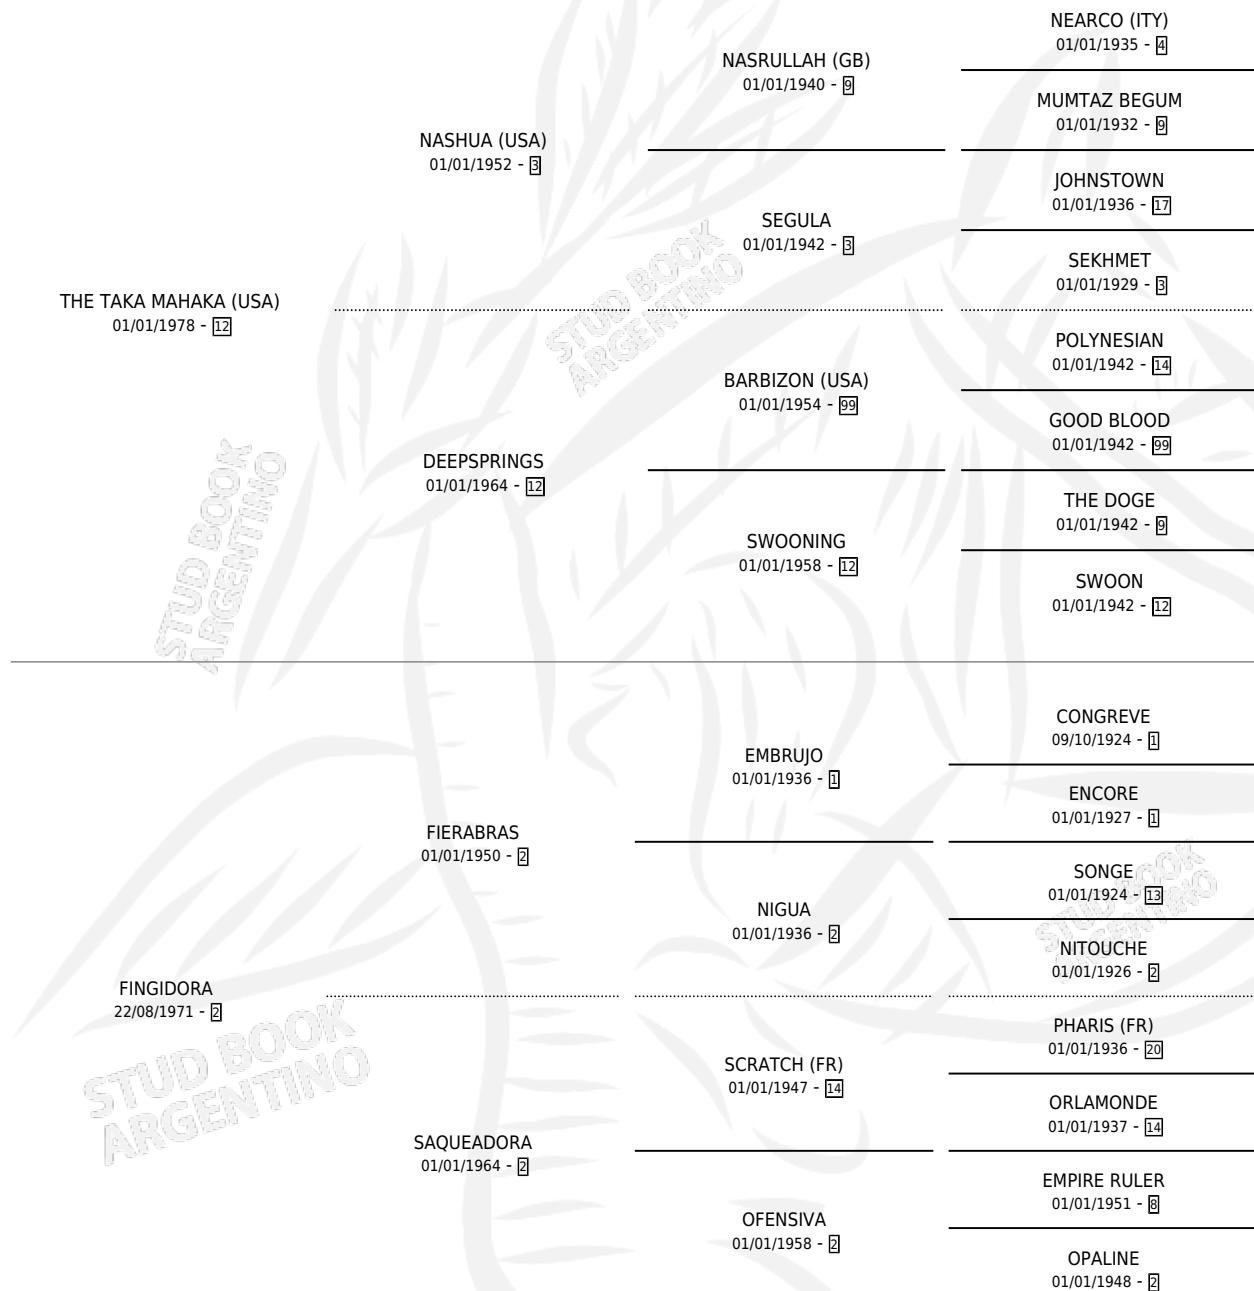 NEARCO (ITY)
01/01/1935 - 4
NASRULLAH (GB)
01/01/1940 - 9
MUMTAZ BEGUM
01/01/1932 - 9
NASHUA (USA)
01/01/1952 - 3
JOHNSTOWN
01/01/1936 - 17
SEGULA
01/01/1942 - 3
SEKHMET
01/01/1929 - 3
THE TAKA MAHAKA (USA)
01/01/1978 - 12
POLYNESIAN
01/01/1942 - 14
BARBIZON (USA)
01/01/1954 - 99
GOOD BLOOD
01/01/1942 - 99
DEEPSPRINGS
01/01/1964 - 12
THE DOGE
01/01/1942 - 9
SWOONING
01/01/1958 - 12
SWOON
01/01/1942 - 12
CONGREVE
09/10/1924 - 1
EMBRUJO
01/01/1936 - 1
ENCORE
01/01/1927 - 1
FIERABRAS
01/01/1950 - 2
SONGE
01/01/1924 - 13
NIGUA
01/01/1936 - 2
NITOUCHE
01/01/1926 - 2
FINGIDORA
22/08/1971 - 2
PHARIS (FR)
01/01/1936 - 20
SCRATCH (FR)
01/01/1947 - 14
ORLAMONDE
01/01/1937 - 14
SAQUEADORA
01/01/1964 - 2
EMPIRE RULER
01/01/1951 - 8
OFENSIVA
01/01/1958 - 2
OPALINE
01/01/1948 - 2
STUD BOOK
ARGENTINO
STUD BOOK
ARGENTINO
STUD BOOK
ARGENTINO
STUD BOOK
ARGENTINO